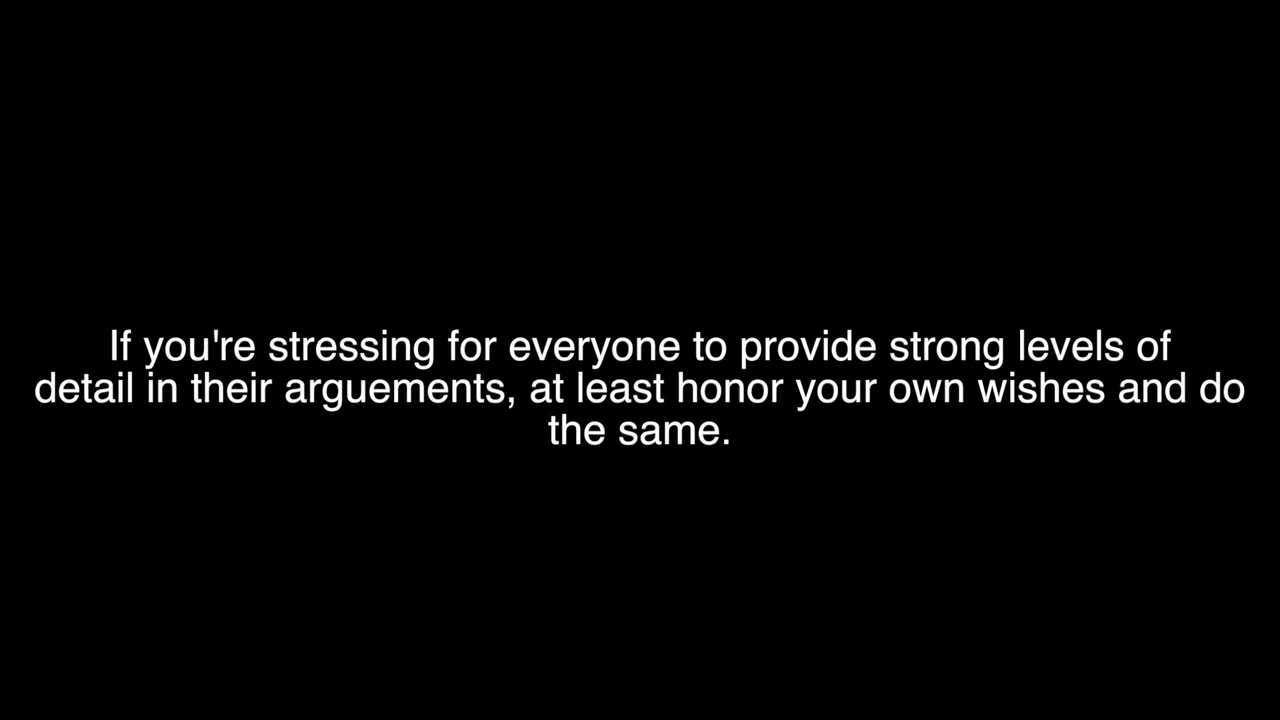 If you're stressing for everyone to provide strong levels of
detail in their arguements, at least honor your own wishes and do
the same.